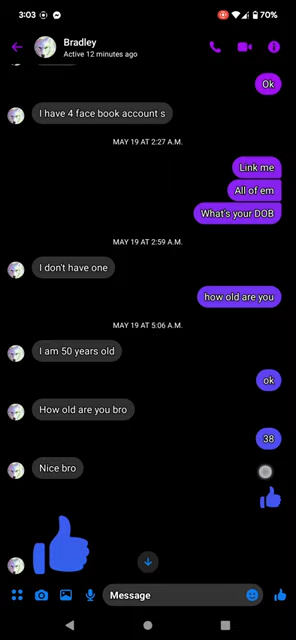 3:03
70%
Bradley
Active 12 minutes ago
Ok
I have 4 face book account s
MAY 19 AT 2:27 A.M.
Link me
All of em
What's your DOB
MAY 19 AT 2:59 A.M.
I don't have one
how old are you
MAY 19 AT 5:06 A.M.
I am 50 years old
ok
How old are you bro
38
Nice bro
Message